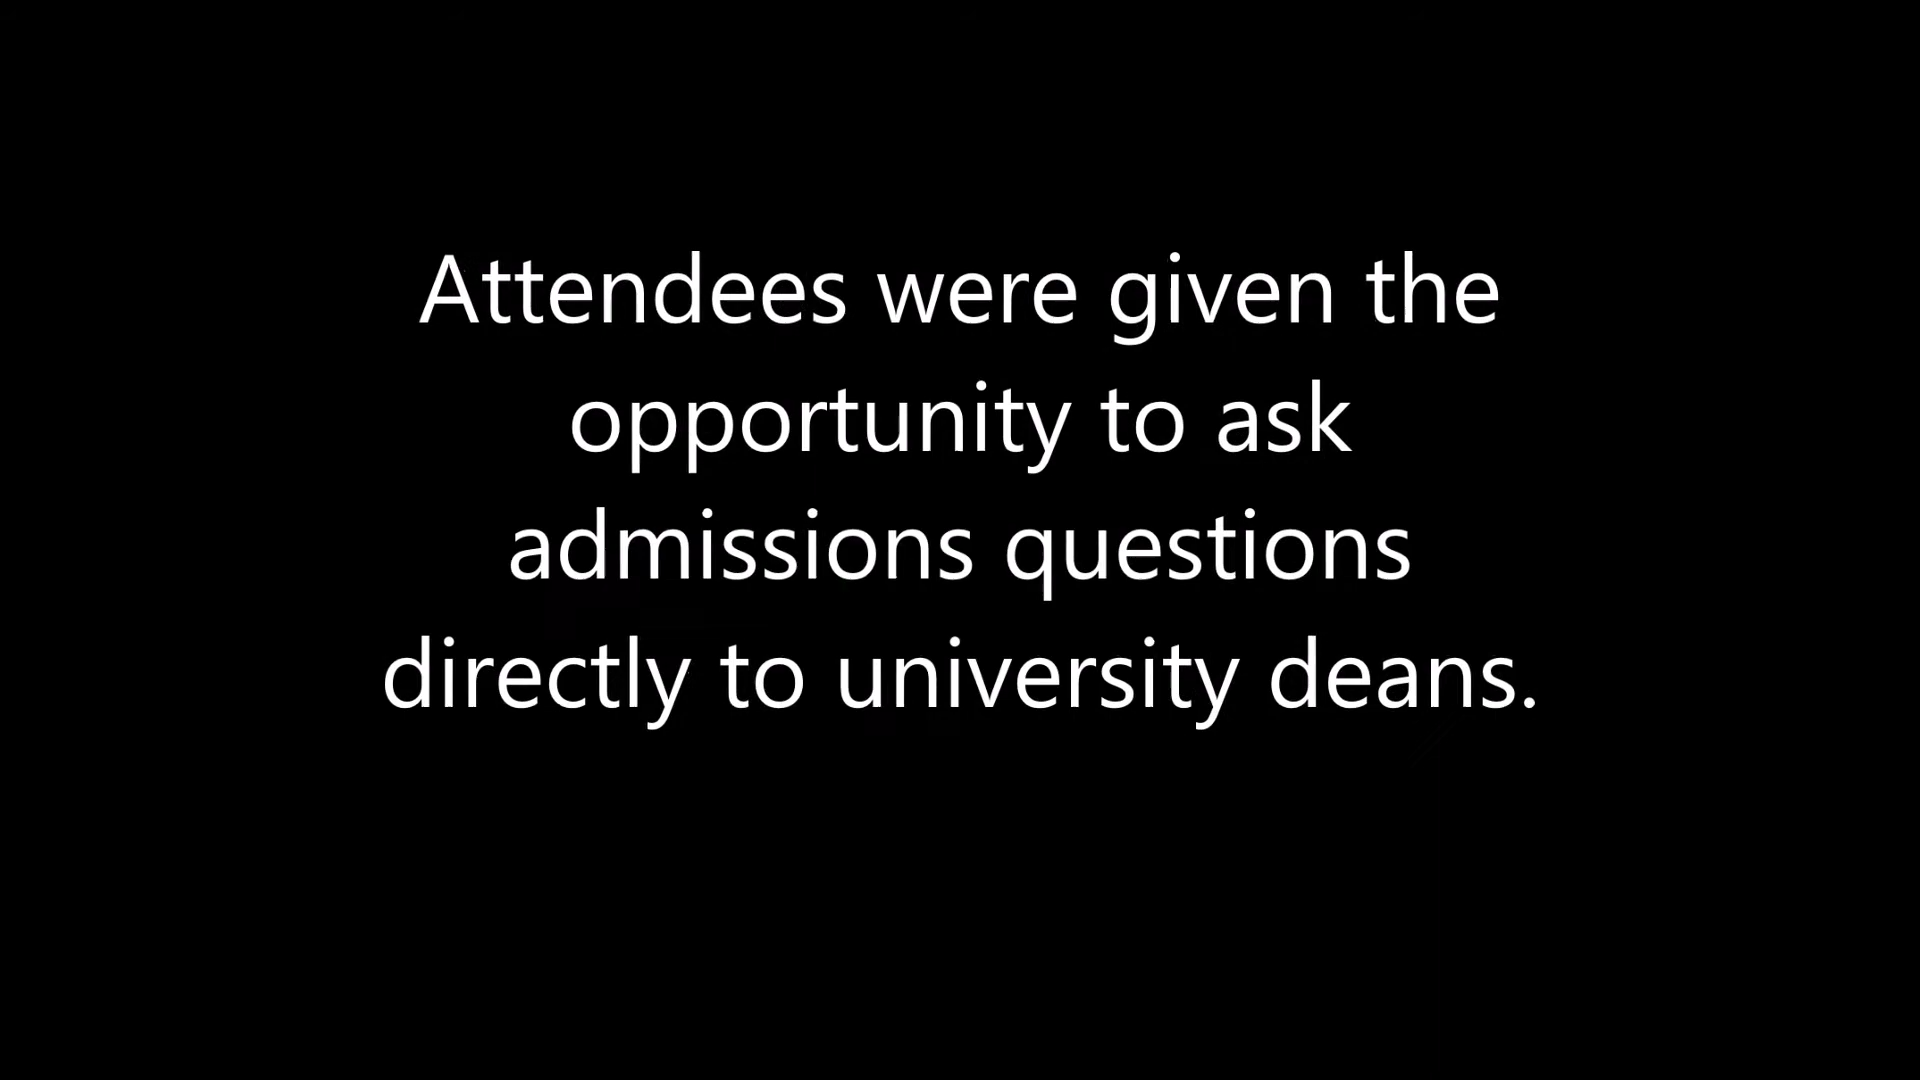 Attendees were given the
opportunity to ask
admissions questions
directly to university deans.